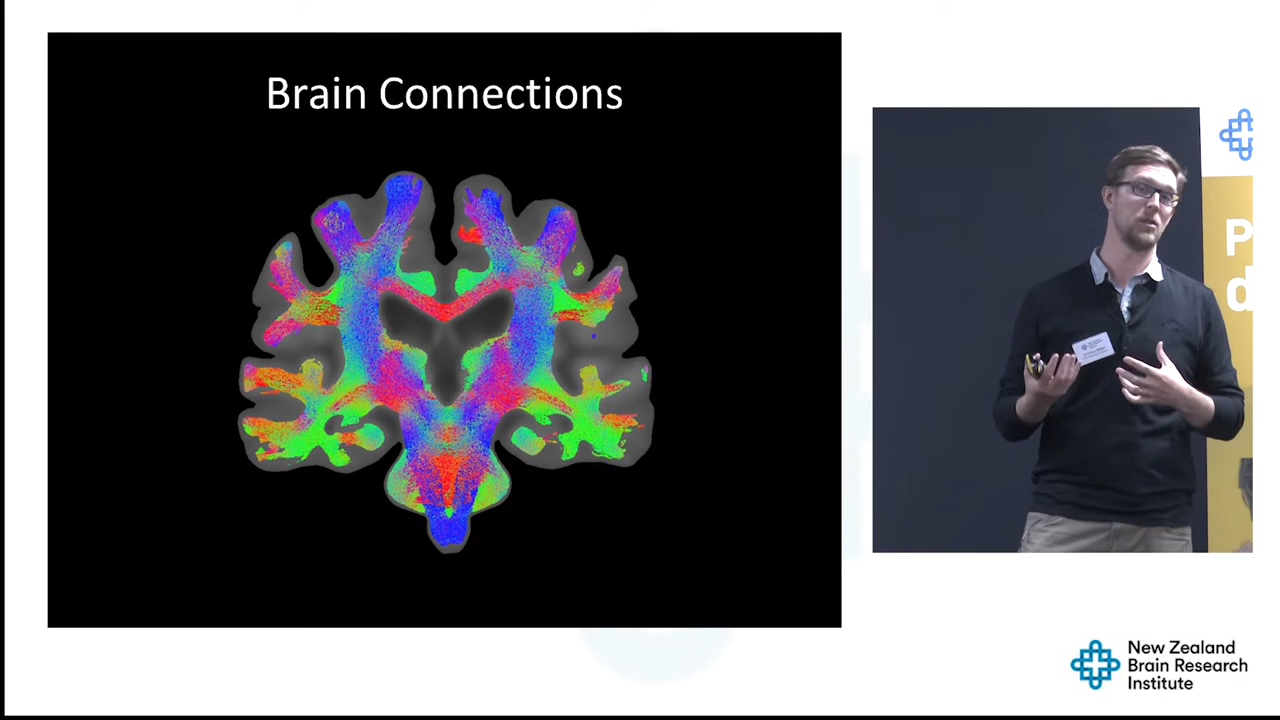 Brain Connections
P
d
New Zealand
Brain Research
Institute